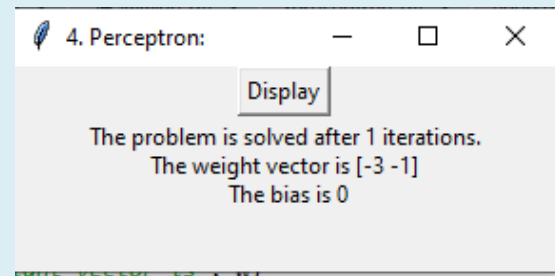 4. Perceptron:
Display
The problem is solved after 1 iterations.
The weight vector is [-3 -1]
The bias is 0